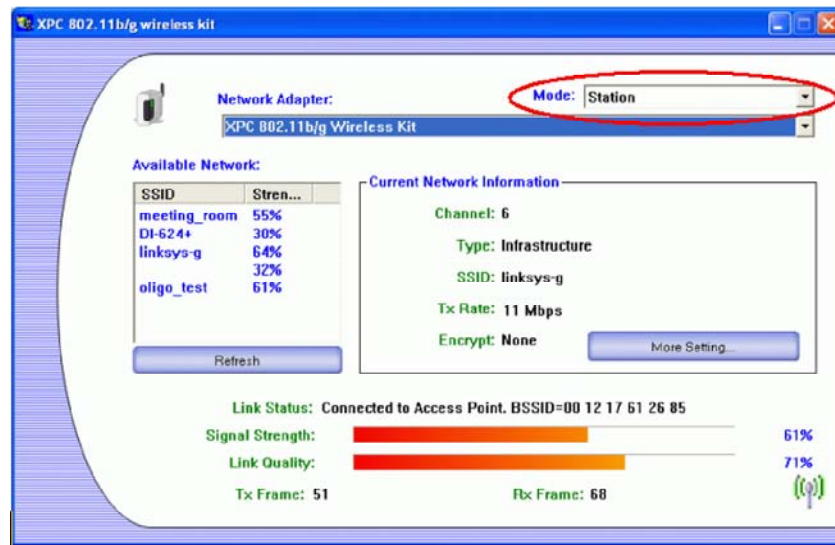 XPC 802.11b/g wireless kit
Mode: Station
Network Adapter:
XPC 802.11b/g Wireless Kit
Available Network:
SSID Stren...
meeting_room 55%
DI-624+ 30%
linksys-g 64%
32%
oligo_test 61%
Refresh
Current Network Information
Channel: 6
Type: Infrastructure
SSID: linksys-g
Tx Rate: 11 Mbps
Encrypt: None
More Setting...
Link Status: Connected to Access Point. BSSID=00 12 17 61 26 85
Signal Strength: 61%
Link Quality: 71%
Tx Frame: 51 Rx Frame: 68